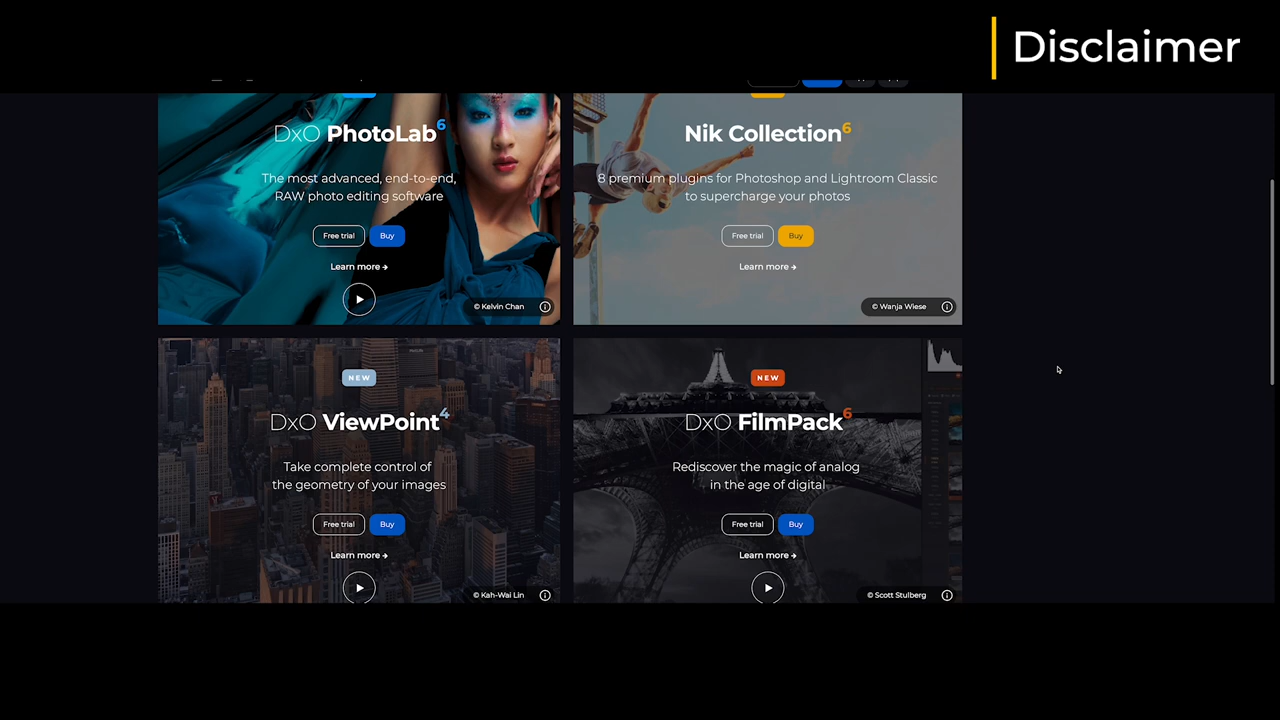 Disclaimer
DxO PhotoLab6
The most advanced, end-to-end,
RAW photo editing software
Free trial
Buy
Learn more →
© Kelvin Chan
Nik Collection6
8 premium plugins for Photoshop and Lightroom Classic
to supercharge your photos
Free trial
Buy
Learn more →
© Wanja Wiese
NEW
DxO ViewPoint4
Take complete control of
the geometry of your images
Free trial
Buy
Learn more →
© Kah-Wai Lin
NEW
DxO FilmPack6
Rediscover the magic of analog
in the age of digital
Free trial
Buy
Learn more →
© Scott Stulberg